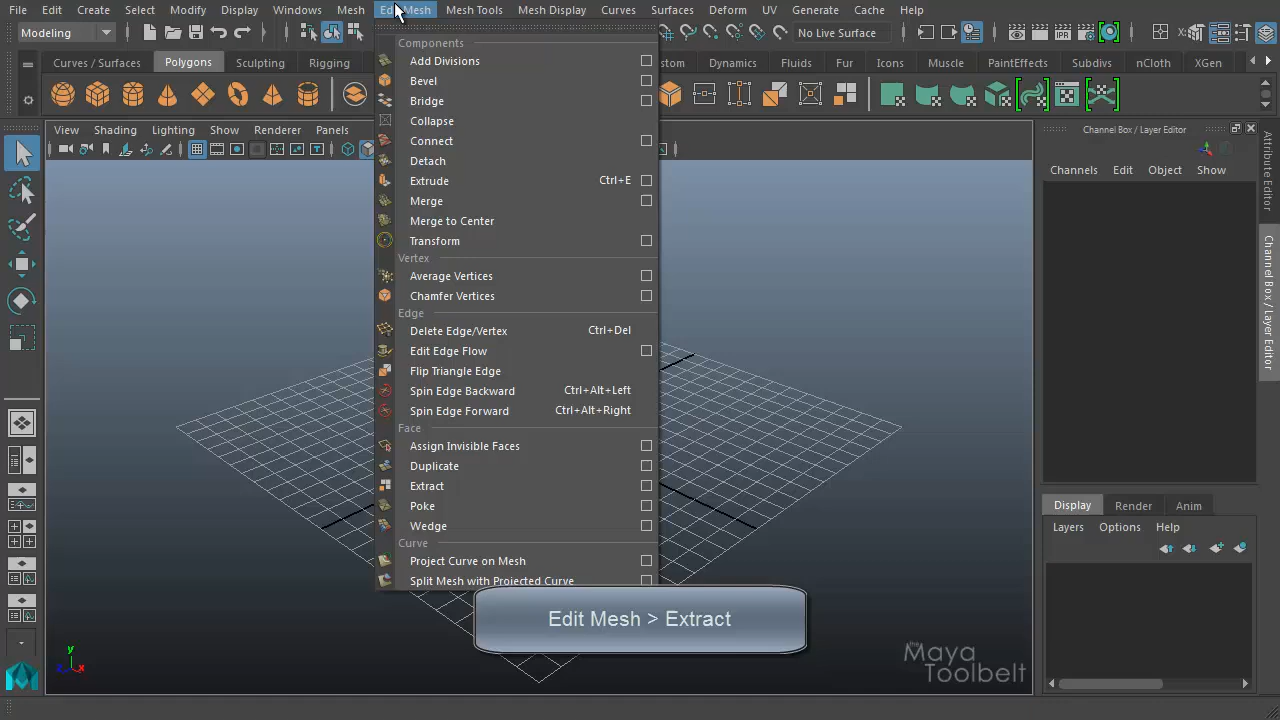 File Edit Create Select Modify Display Windows Mesh Edit Mesh Mesh Tools Mesh Display Curves Surfaces Deform UV Generate Cache Help
Modeling
No Live Surface
Curves / Surfaces Polygons Sculpting Rigging
stom Dynamics Fluids Fur Icons Muscle PaintEffects Subdivs nCloth XGen
IPR
View Shading Lighting Show Renderer Panels
Components
Add Divisions
Bevel
Bridge
Collapse
Connect
Detach
Extrude Ctrl+E
Merge
Merge to Center
Transform
Vertex
Average Vertices
Chamfer Vertices
Edge
Delete Edge/Vertex Ctrl+Del
Edit Edge Flow
Flip Triangle Edge
Spin Edge Backward Ctrl+Alt+Left
Spin Edge Forward Ctrl+Alt+Right
Face
Assign Invisible Faces
Duplicate
Extract
Poke
Wedge
Curve
Project Curve on Mesh
Split Mesh with Projected Curve
Edit Mesh > Extract
Channel Box / Layer Editor
Channels Edit Object Show
Attribute Editor
Channel Box / Layer Editor
Display Render Anim
Layers Options Help
y
z x
the
Maya
Toolbelt